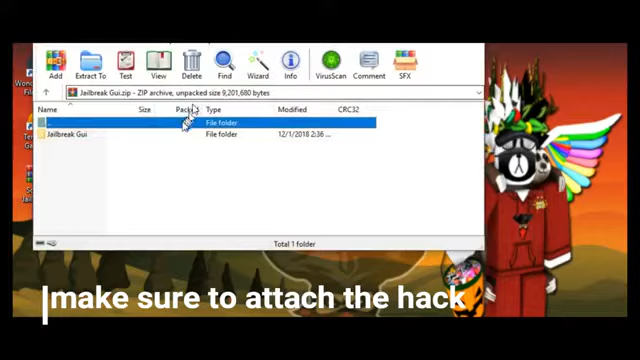 Add Extract To Test View Delete Find Wizard Info VirusScan Comment SFX
Jailbreak Gui.zip - ZIP archive, unpacked size 9,201,680 bytes
Name Size Type Modified CRC32
.. File folder
Jailbreak Gui File folder 12/1/2018 2:36 ...
Total 1 folder
make sure to attach the hack